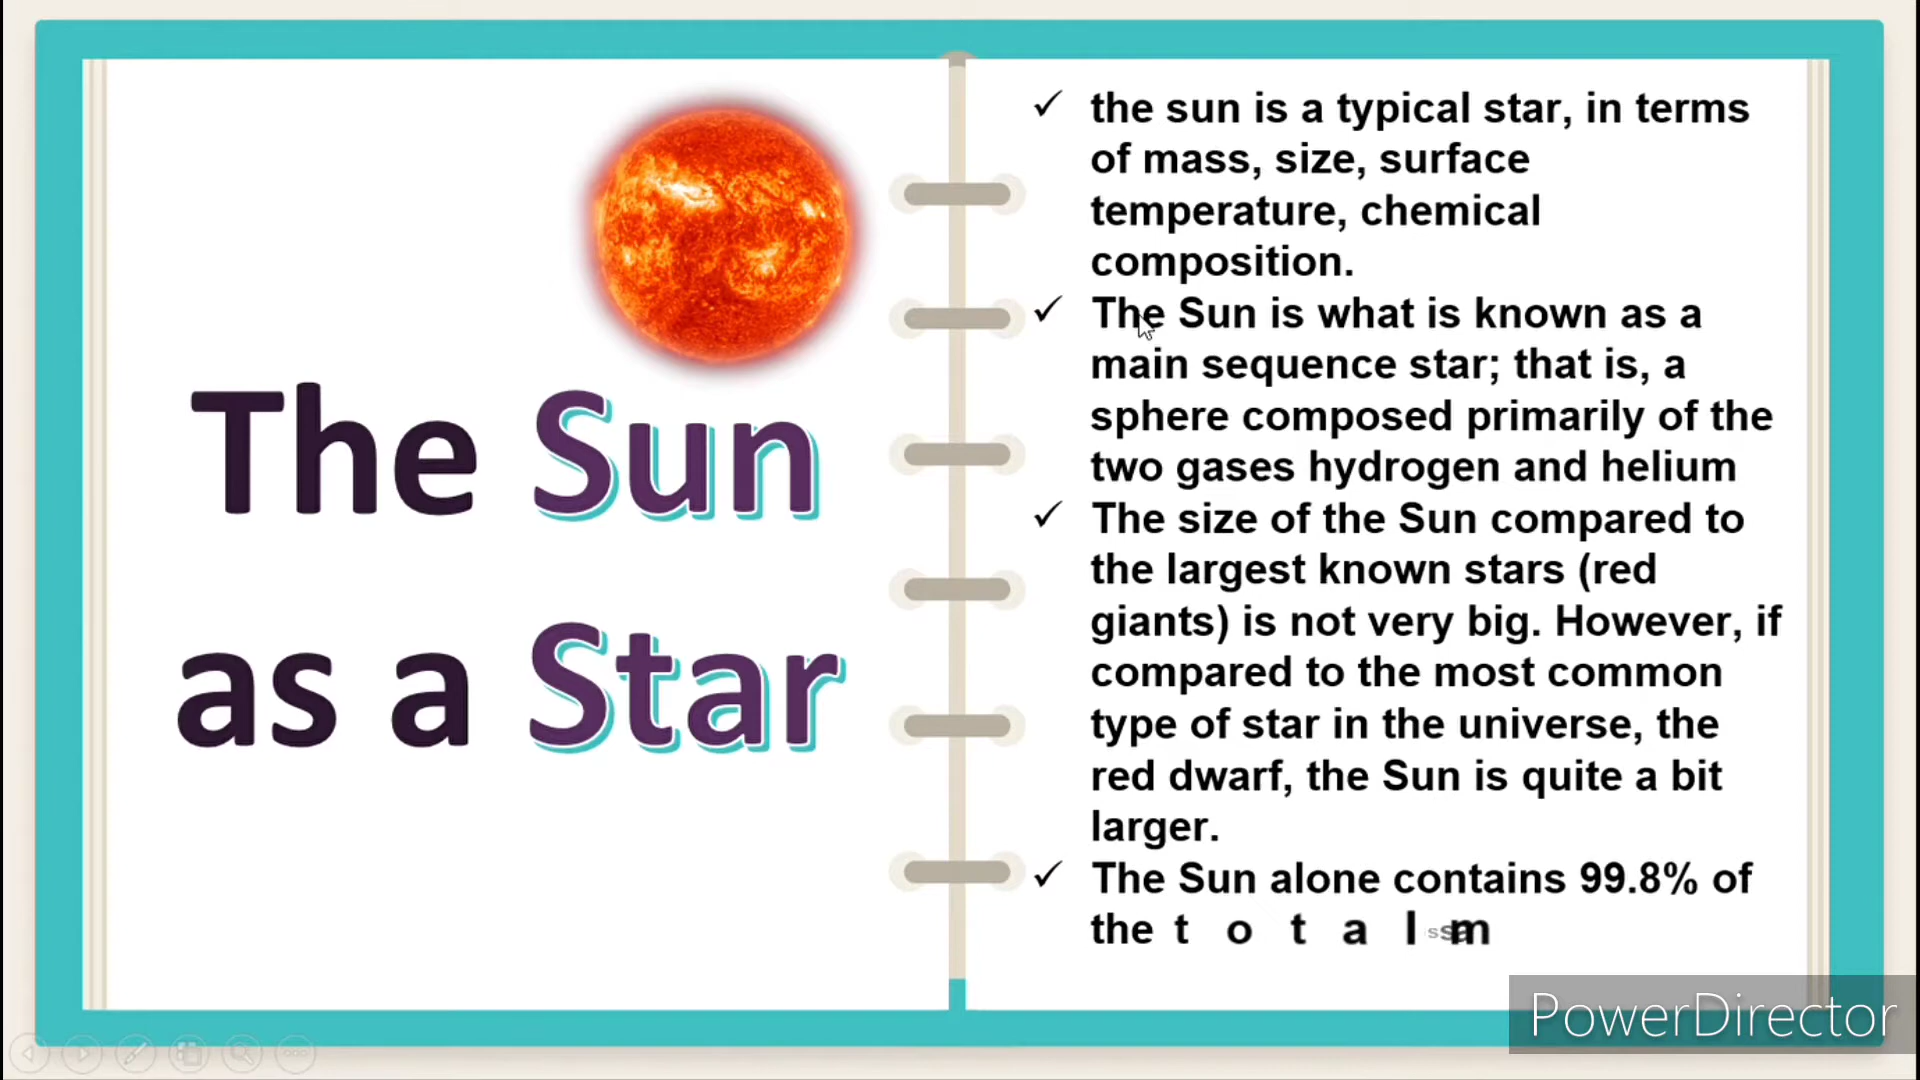 The Sun
as a Star
✓ the sun is a typical star, in terms
of mass, size, surface
temperature, chemical
composition.
✓ The Sun is what is known as a
main sequence star; that is, a
sphere composed primarily of the
two gases hydrogen and helium
✓ The size of the Sun compared to
the largest known stars (red
giants) is not very big. However, if
compared to the most common
type of star in the universe, the
red dwarf, the Sun is quite a bit
larger.
✓ The Sun alone contains 99.8% of
the total
PowerDirector